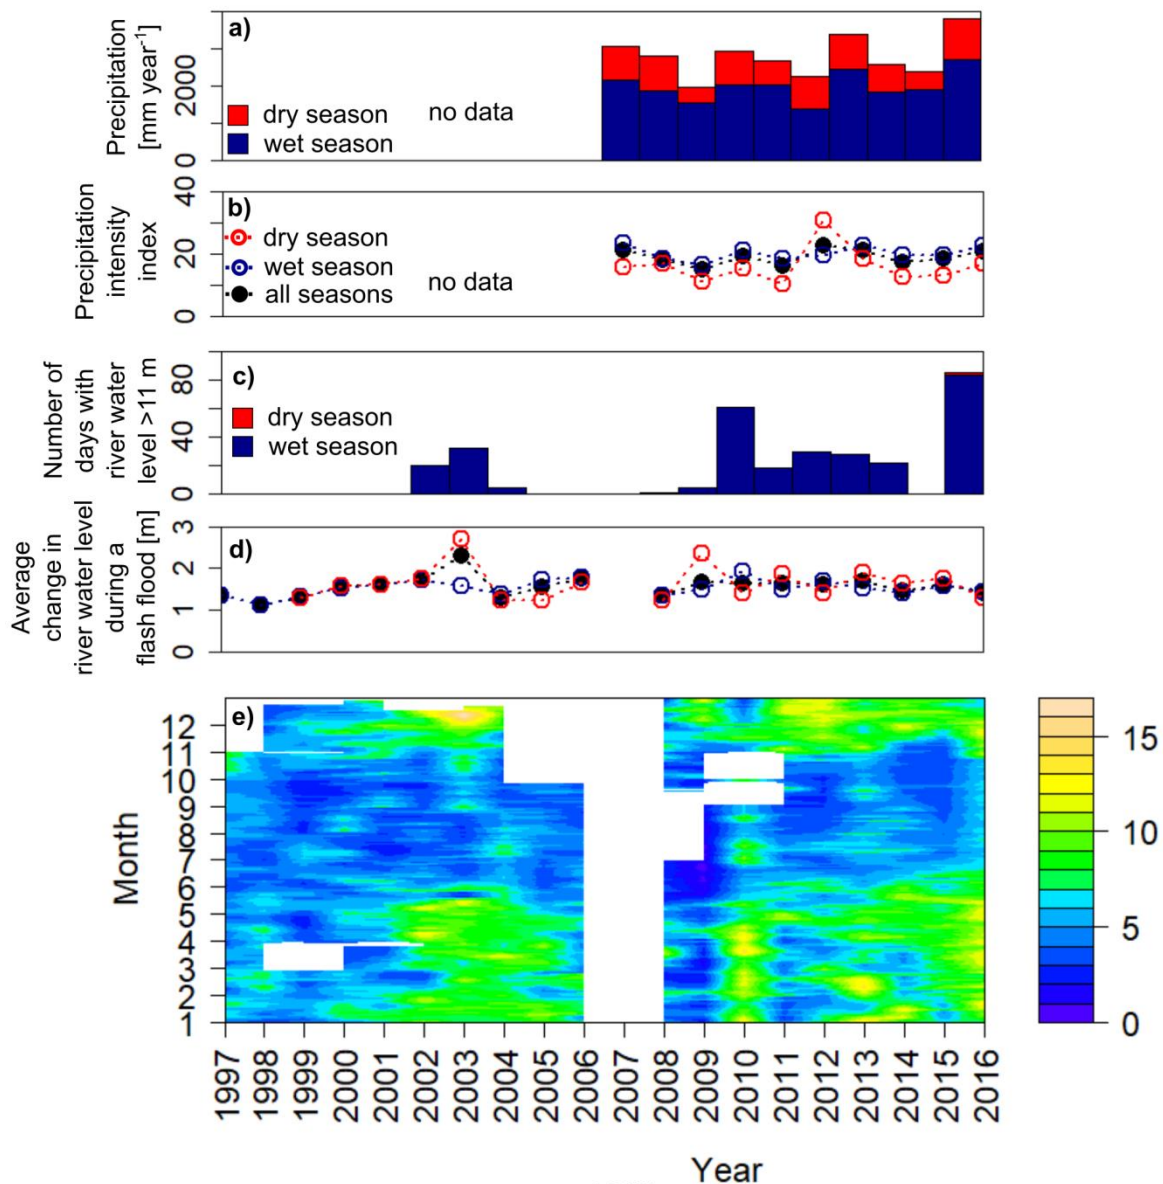 Precipitation
[mm year-1]
2000
0
a)
dry season
wet season
no data
Precipitation
intensity
index
40
20
0
b)
dry season
wet season
all seasons
no data
Number of
days with
river water
level >11 m
80
40
0
c)
dry season
wet season
Average
change in
river water level
during a
flash flood [m]
3
2
1
0
d)
Month
12
11
10
9
8
7
6
5
4
3
2
1
e)
15
10
5
0
1997
1998
1999
2000
2001
2002
2003
2004
2005
2006
2007
2008
2009
2010
2011
2012
2013
2014
2015
2016
Year